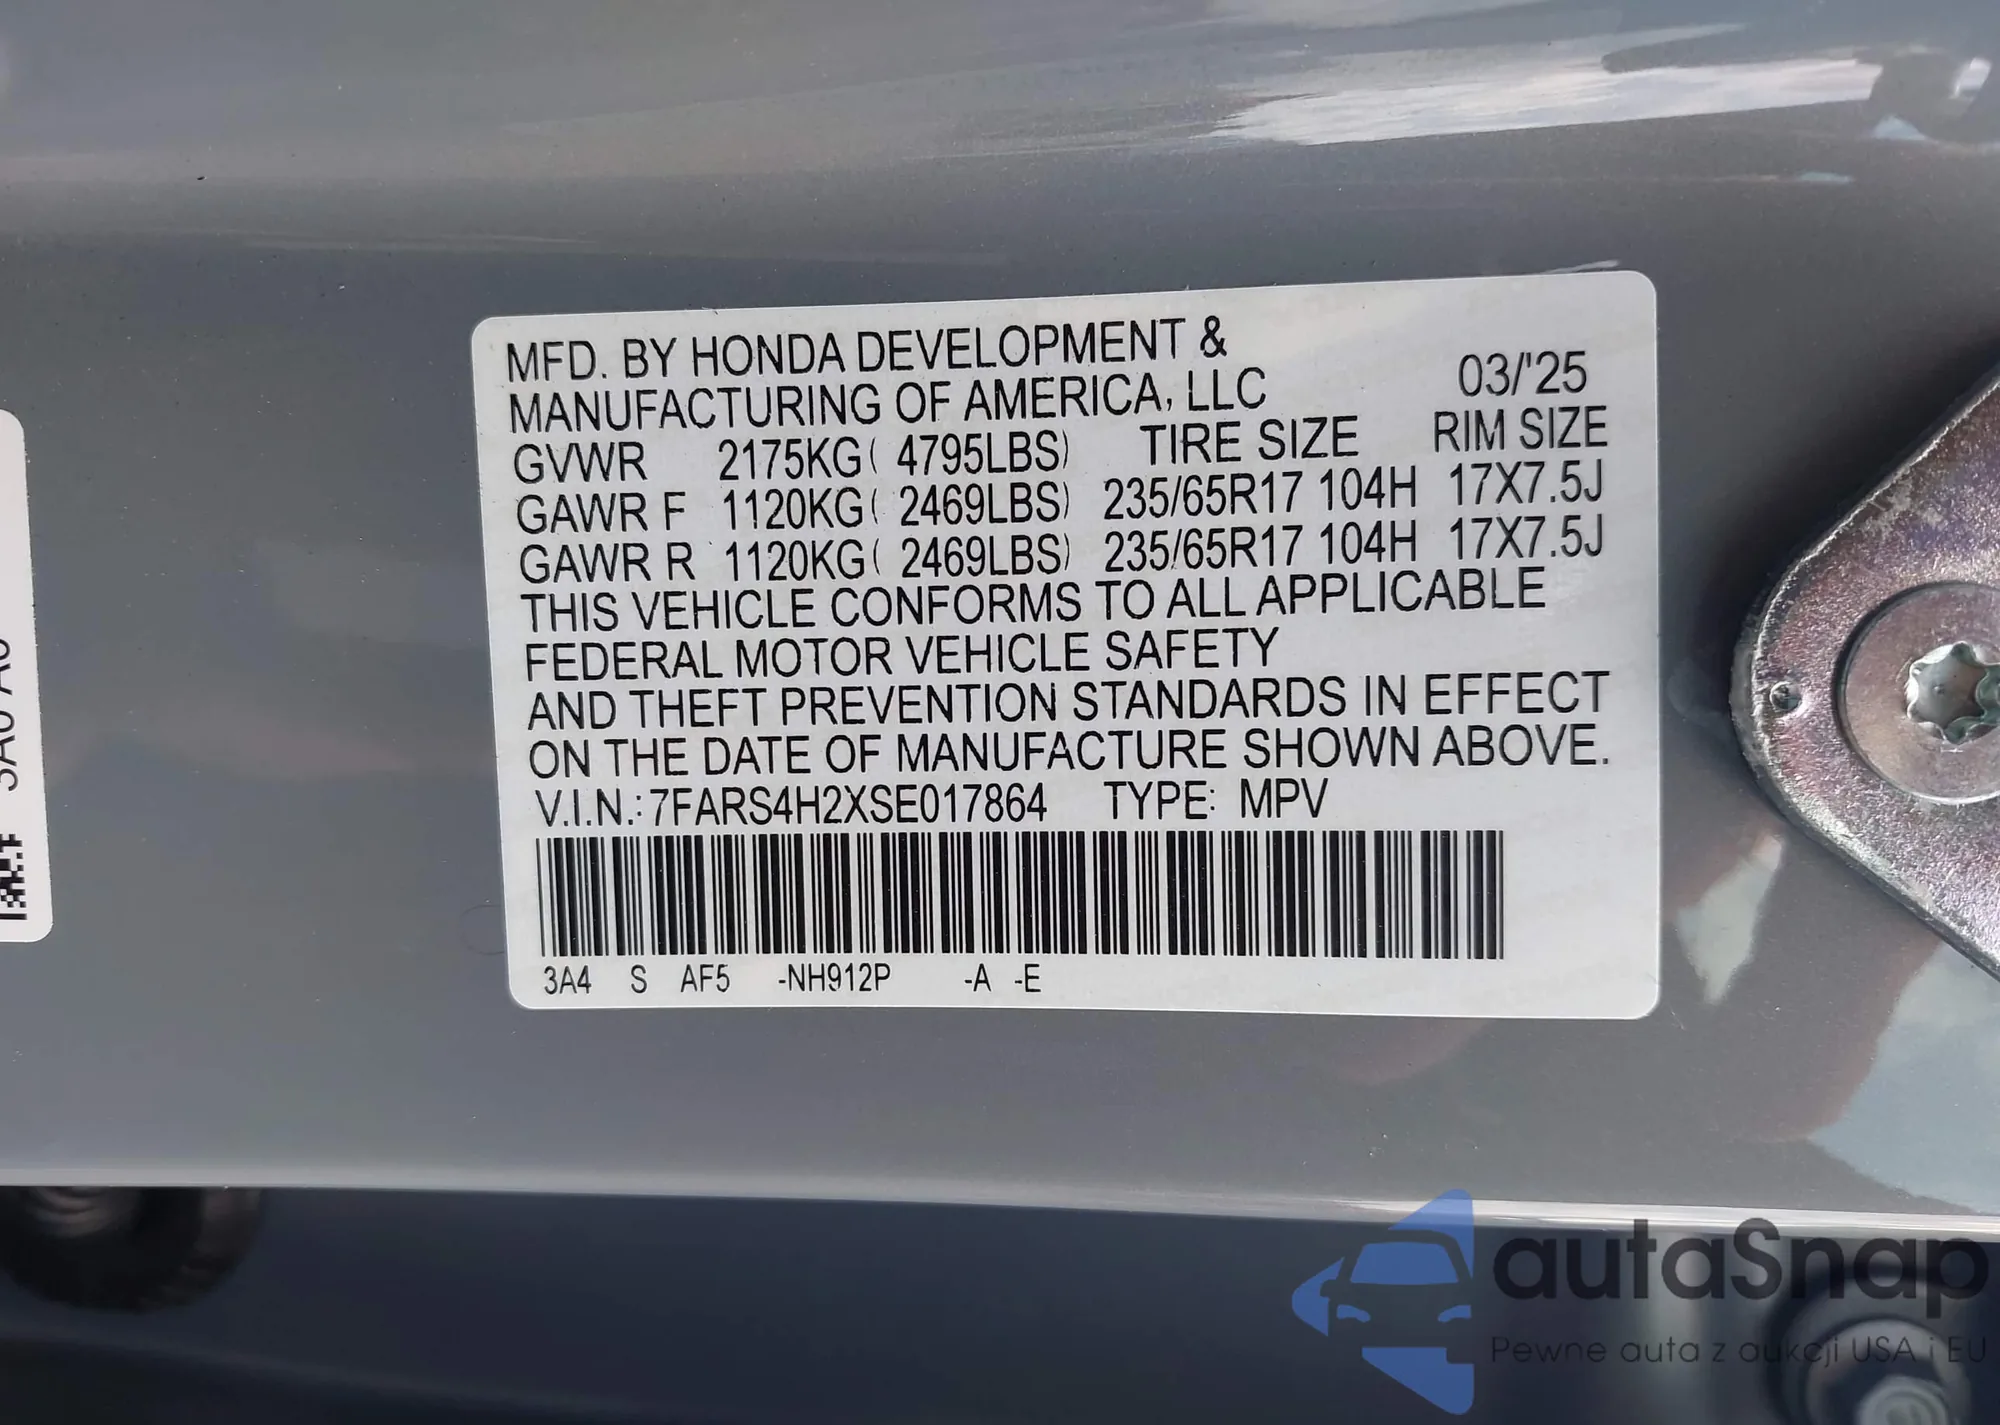 MFD. BY HONDA DEVELOPMENT &
MANUFACTURING OF AMERICA, LLC 03/'25
GVWR 2175KG( 4795LBS) TIRE SIZE RIM SIZE
GAWR F 1120KG( 2469LBS) 235/65R17 104H 17X7.5J
GAWR R 1120KG( 2469LBS) 235/65R17 104H 17X7.5J
THIS VEHICLE CONFORMS TO ALL APPLICABLE
FEDERAL MOTOR VEHICLE SAFETY
AND THEFT PREVENTION STANDARDS IN EFFECT
ON THE DATE OF MANUFACTURE SHOWN ABOVE.
V.I.N.:7FARS4H2XSE017864 TYPE: MPV
3A4 S AF5 -NH912P -A -E
autaSnap
Pewne auta z aukcji USA i EU